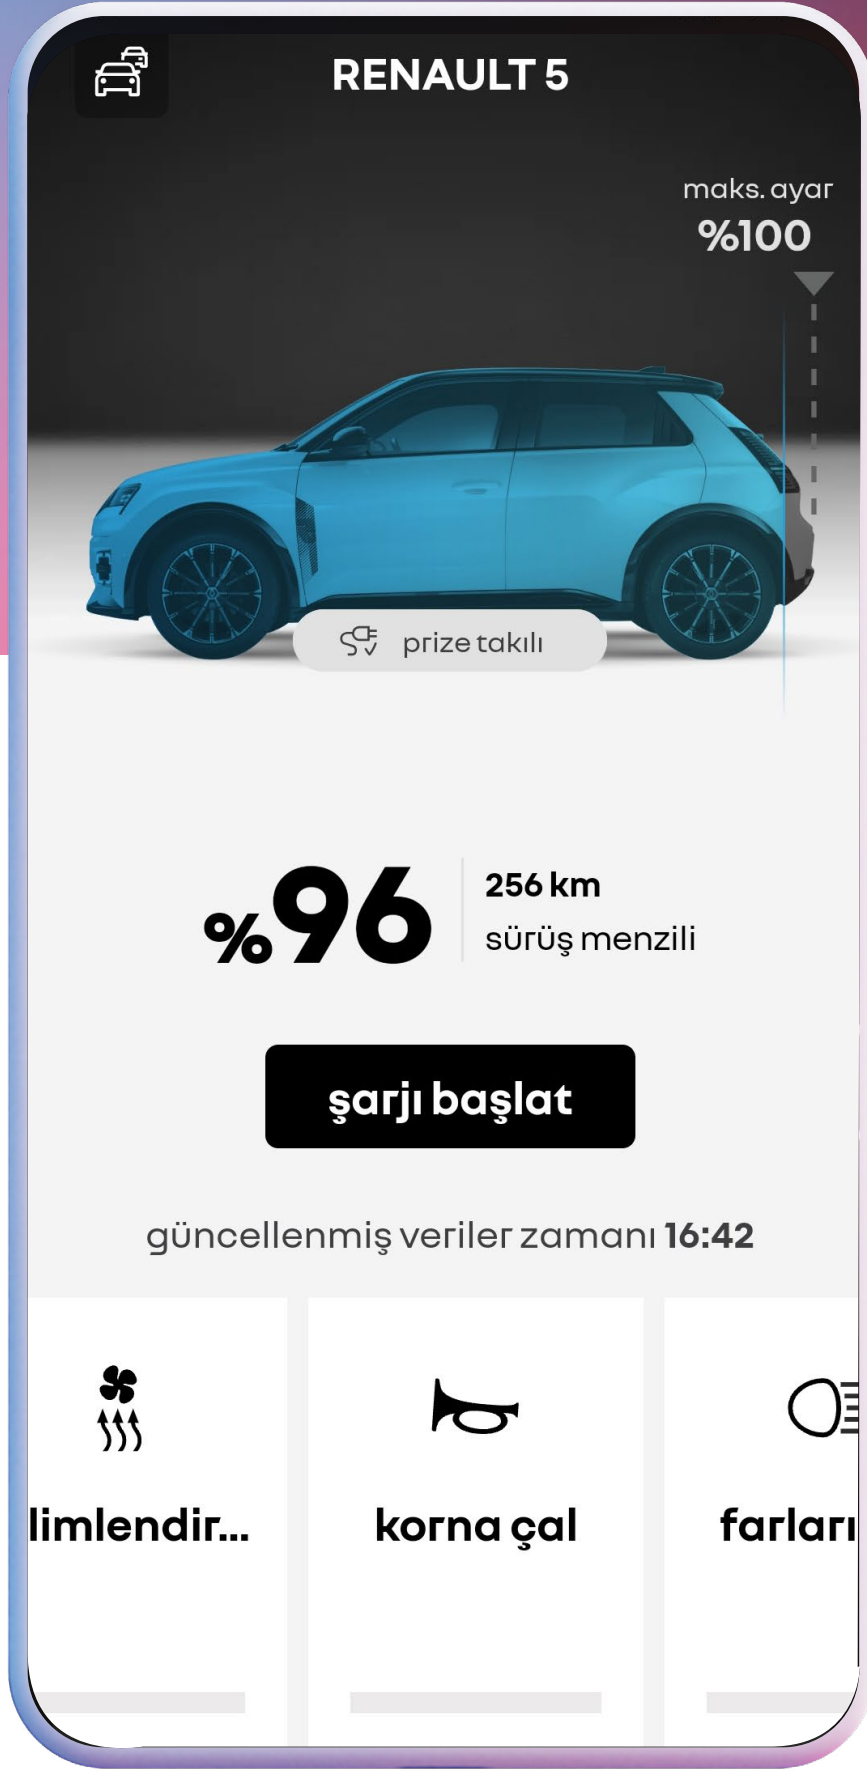 RENAULT 5
maks. ayar
%100
prize takılı
%96
256 km
sürüş menzili
şarjı başlat
güncellenmiş veriler zamanı 16:42
limlendir...
korna çal
farları